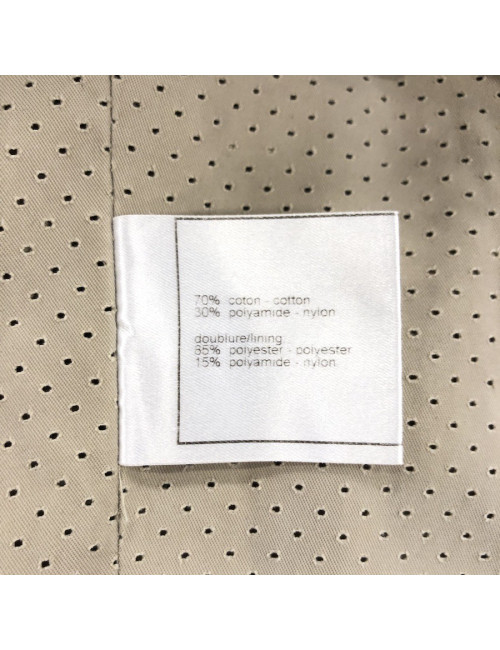 70% coton - cotton
30% polyamide - nylon
doublure/lining
85% polyester - polyester
15% polyamide - nylon